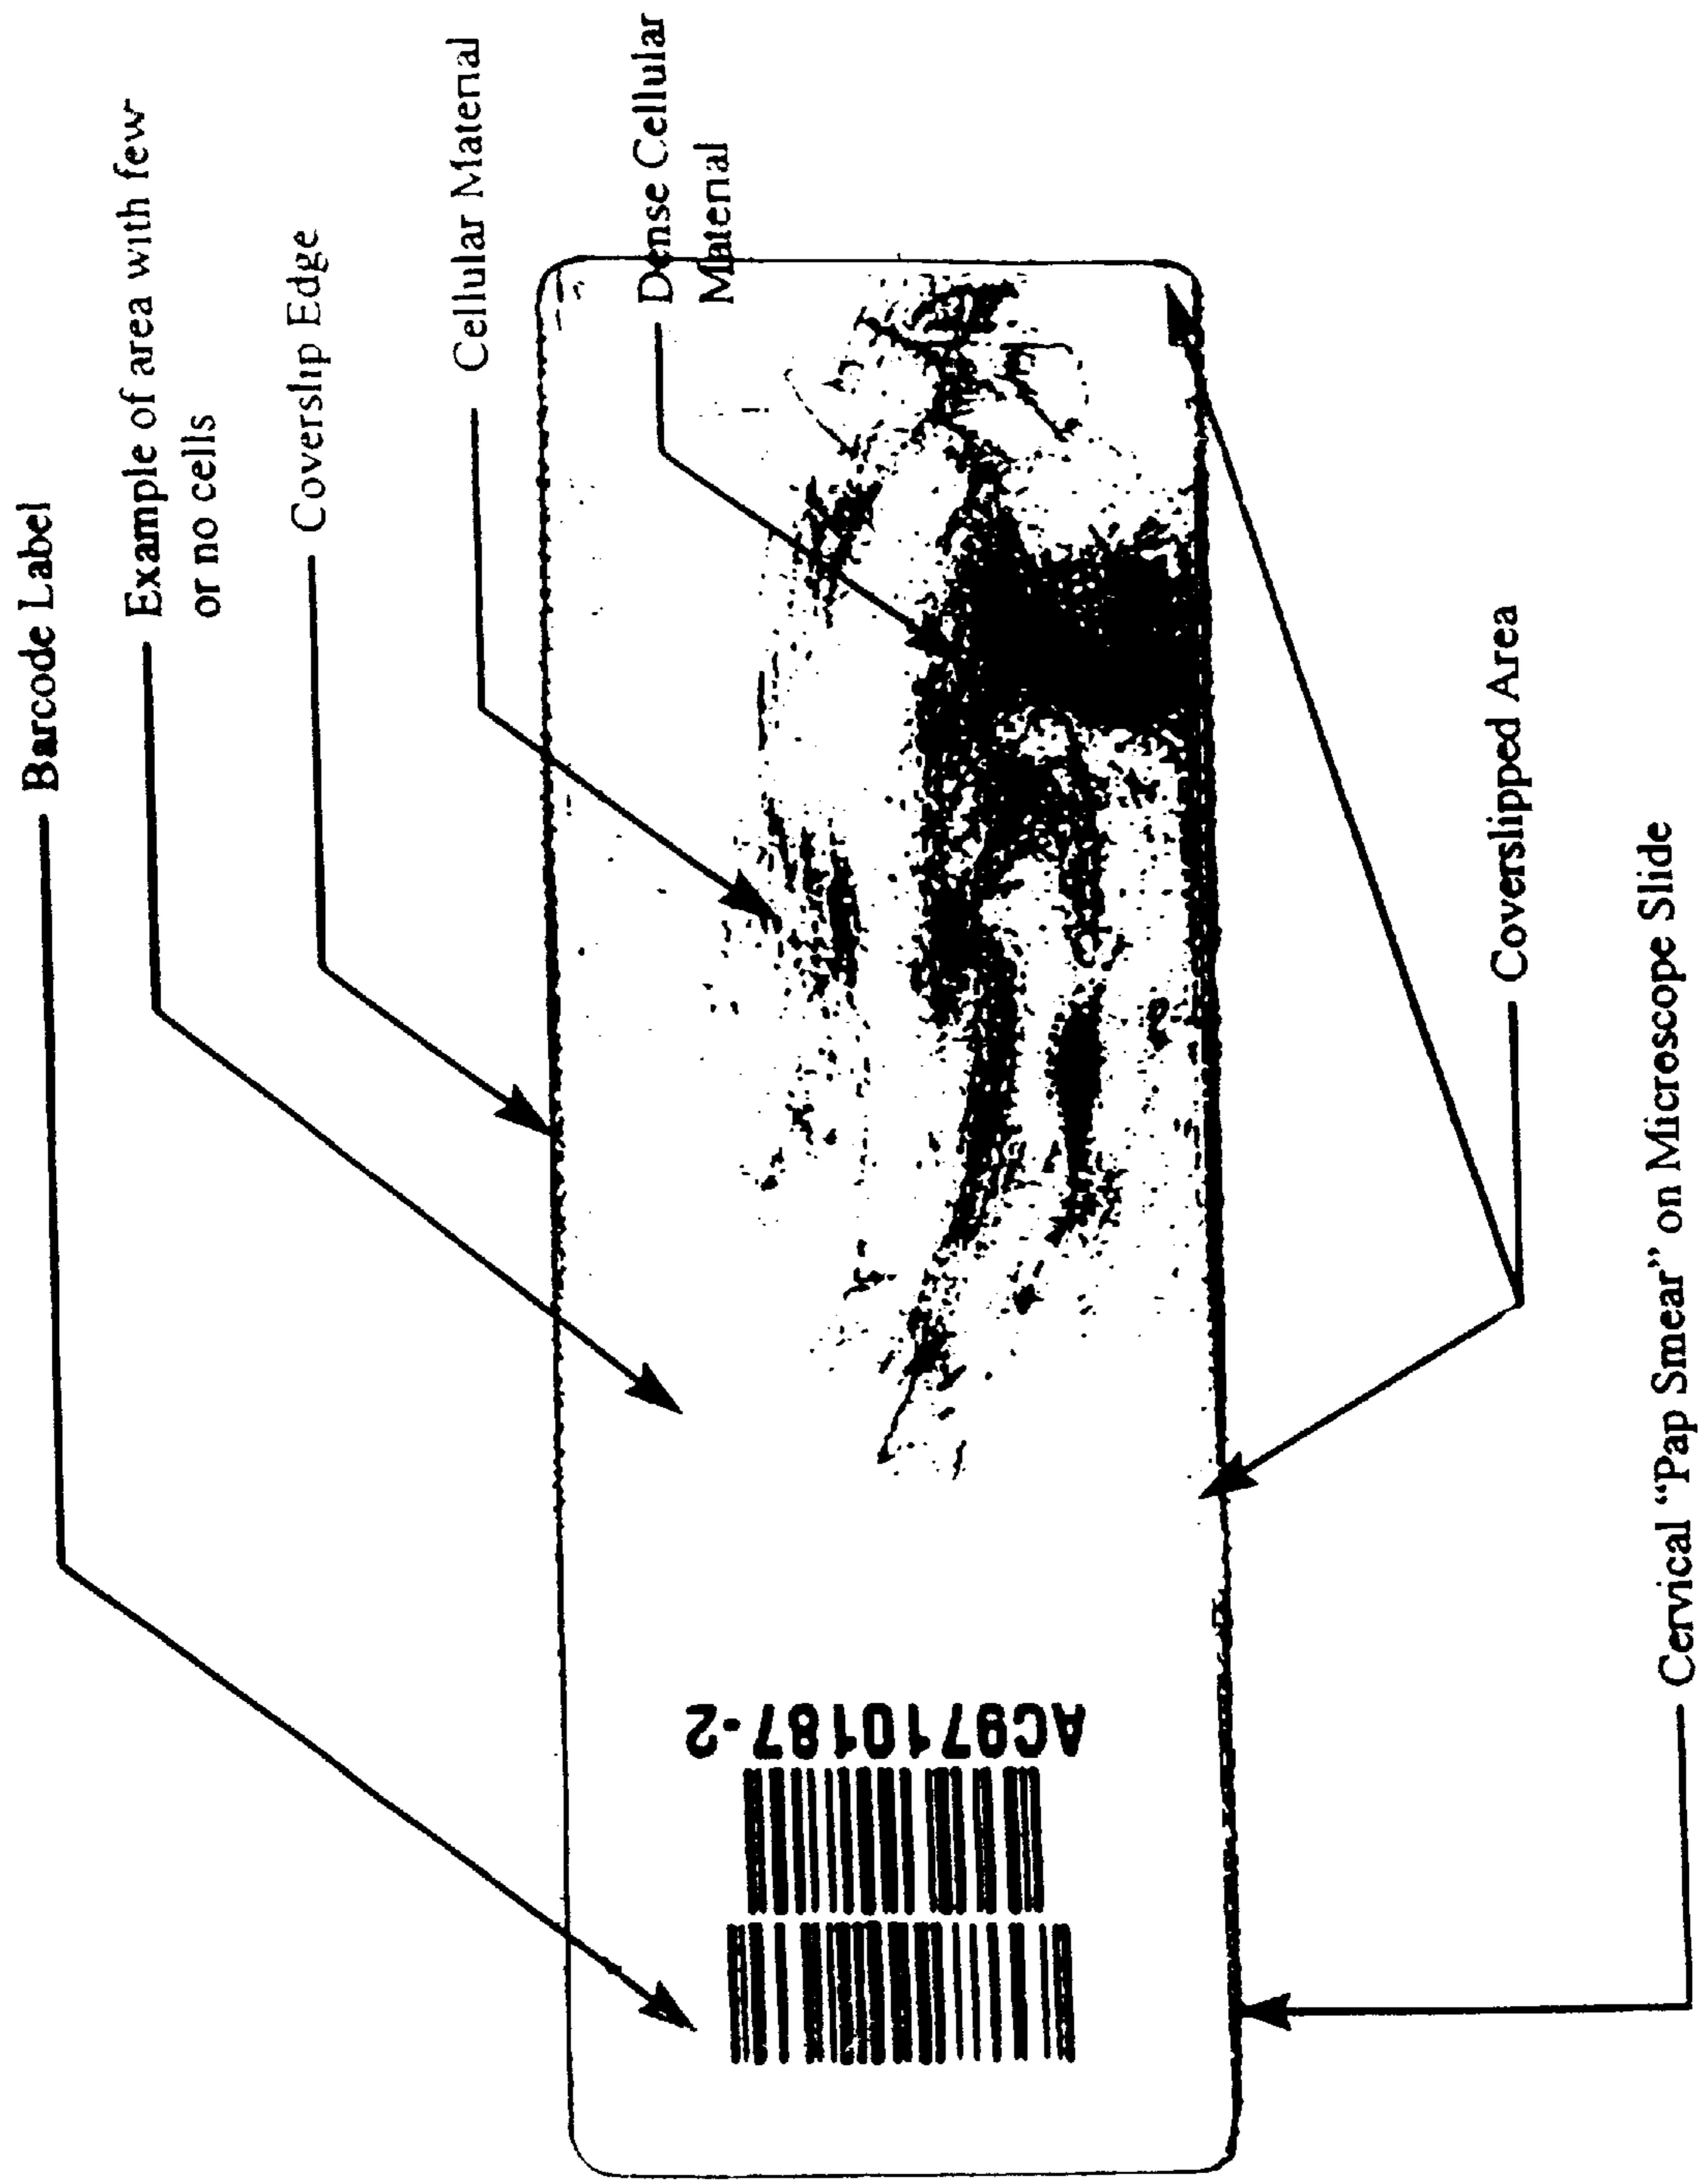 Barcode Label
Example of area with few
or no cells
Coverslip Edge
Cellular Material
Dense Cellular
Material
AC9710187-2
Coverslipped Area
Cervical “Pap Smear” on Microscope Slide